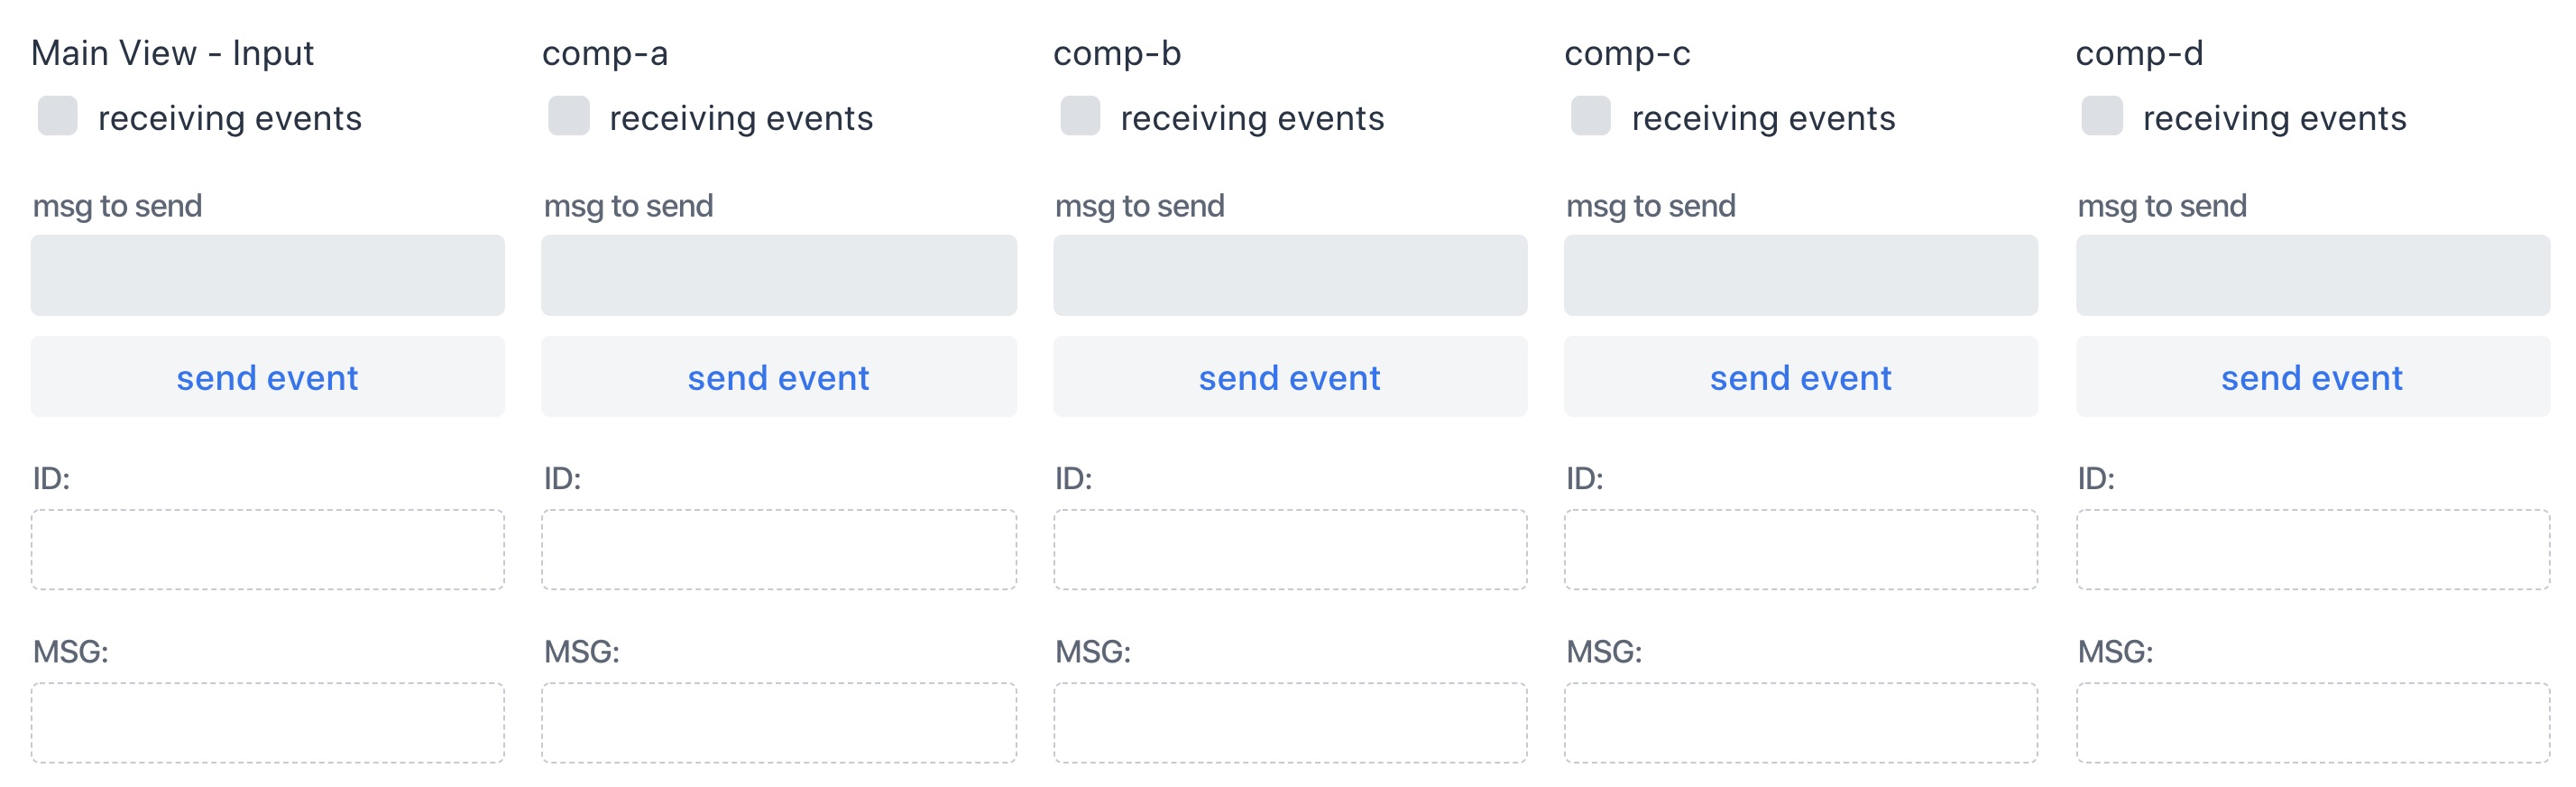 Main View - Input
receiving events
msg to send
send event
ID:
MSG:
comp-a
receiving events
msg to send
send event
ID:
MSG:
comp-b
receiving events
msg to send
send event
ID:
MSG:
comp-c
receiving events
msg to send
send event
ID:
MSG:
comp-d
receiving events
msg to send
send event
ID:
MSG: